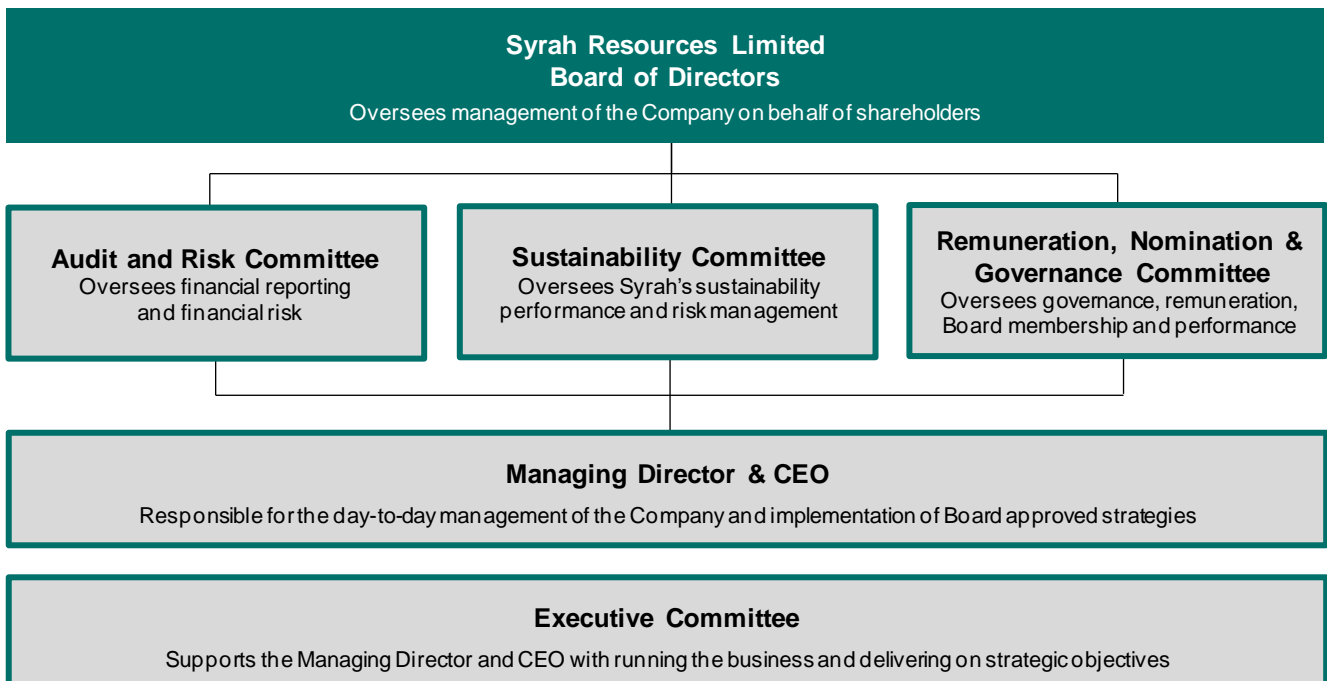 Syrah Resources Limited
Board of Directors
Oversees management of the Company on behalf of shareholders
Audit and Risk Committee
Oversees financial reporting
and financial risk
Sustainability Committee
Oversees Syrah's sustainability
performance and risk management
Remuneration, Nomination &
Governance Committee
Oversees governance, remuneration,
Board membership and performance
Managing Director & CEO
Responsible for the day-to-day management of the Company and implementation of Board approved strategies
Executive Committee
Supports the Managing Director and CEO with running the business and delivering on strategic objectives